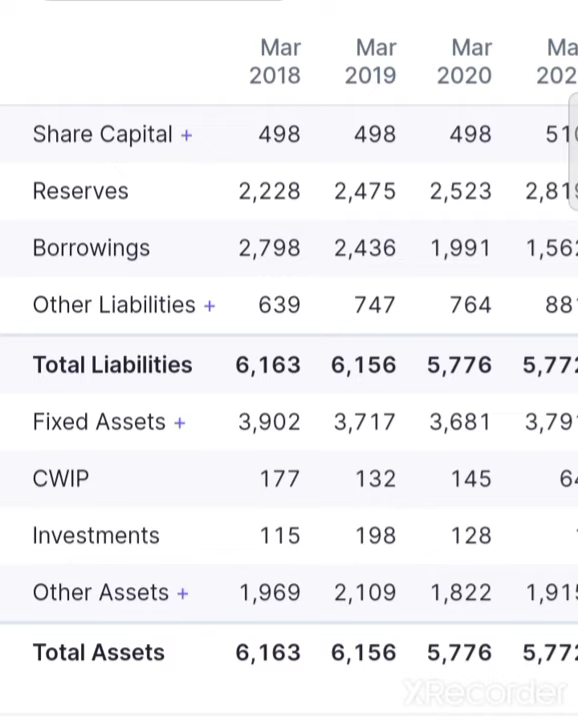 Mar Mar Mar Ma
2018 2019 2020 202
Share Capital + 498 498 498 510
Reserves 2,228 2,475 2,523 2,819
Borrowings 2,798 2,436 1,991 1,562
Other Liabilities + 639 747 764 88
Total Liabilities 6,163 6,156 5,776 5,772
Fixed Assets + 3,902 3,717 3,681 3,79
CWIP 177 132 145 64
Investments 115 198 128
Other Assets + 1,969 2,109 1,822 1,915
Total Assets 6,163 6,156 5,776 5,772
XRecorder